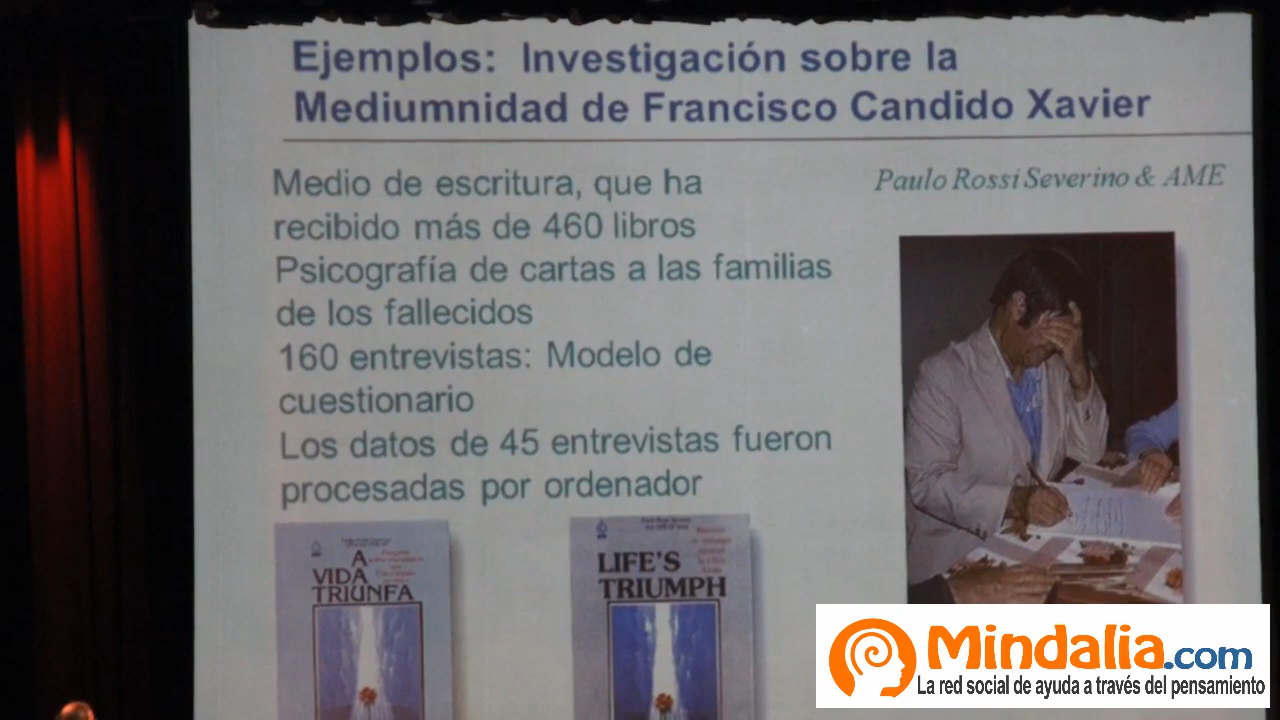 Ejemplos: Investigación sobre la
Mediumnidad de Francisco Candido Xavier
Paulo Rossi Severino & AME
Medio de escritura, que ha
recibido más de 460 libros
Psicografía de cartas a las familias
de los fallecidos
160 entrevistas: Modelo de
cuestionario
Los datos de 45 entrevistas fueron
procesadas por ordenador
A
VIDA
TRIUNFA
LIFE'S
TRIUMPH
Mindalia.com
La red social de ayuda a través del pensamiento